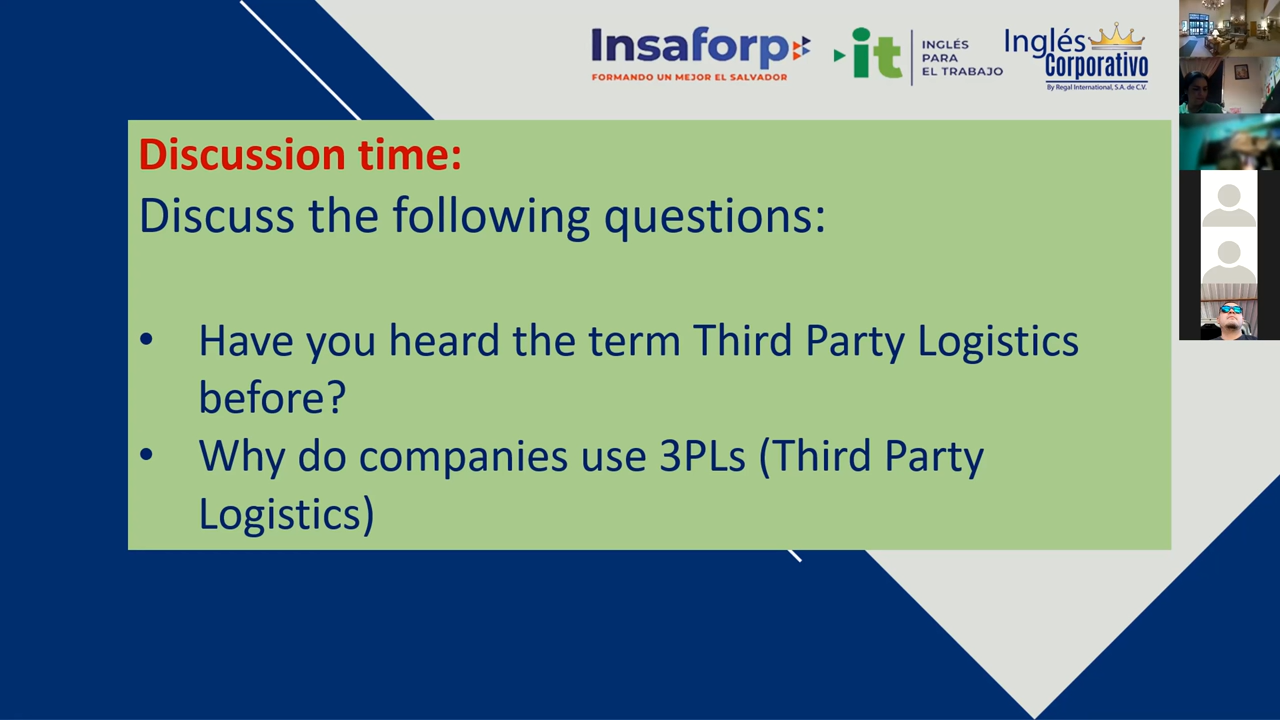 Insaforp
FORMANDO UN MEJOR EL SALVADOR
it
INGLÉS
PARA
EL TRABAJO
Inglés
Corporativo
By Regal International, S.A. de C.V.
Discussion time:
Discuss the following questions:
• Have you heard the term Third Party Logistics
before?
• Why do companies use 3PLs (Third Party
Logistics)